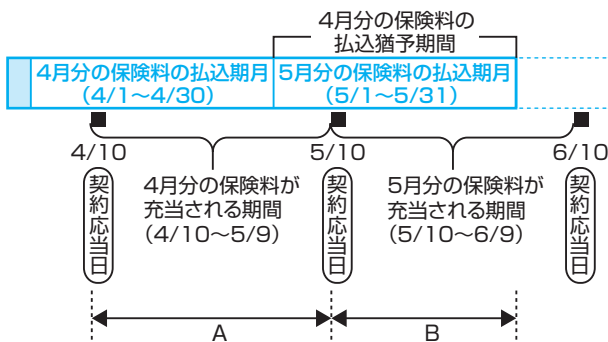 4月分の保険料の
払込猶予期間
4月分の保険料の払込期月
（4/1～4/30）
5月分の保険料の払込期月
（5/1～5/31）
4/10
5/10
6/10
契約応当日
4月分の保険料が
充当される期間
（4/10～5/9）
契約応当日
5月分の保険料が
充当される期間
（5/10～6/9）
契約応当日
A
B